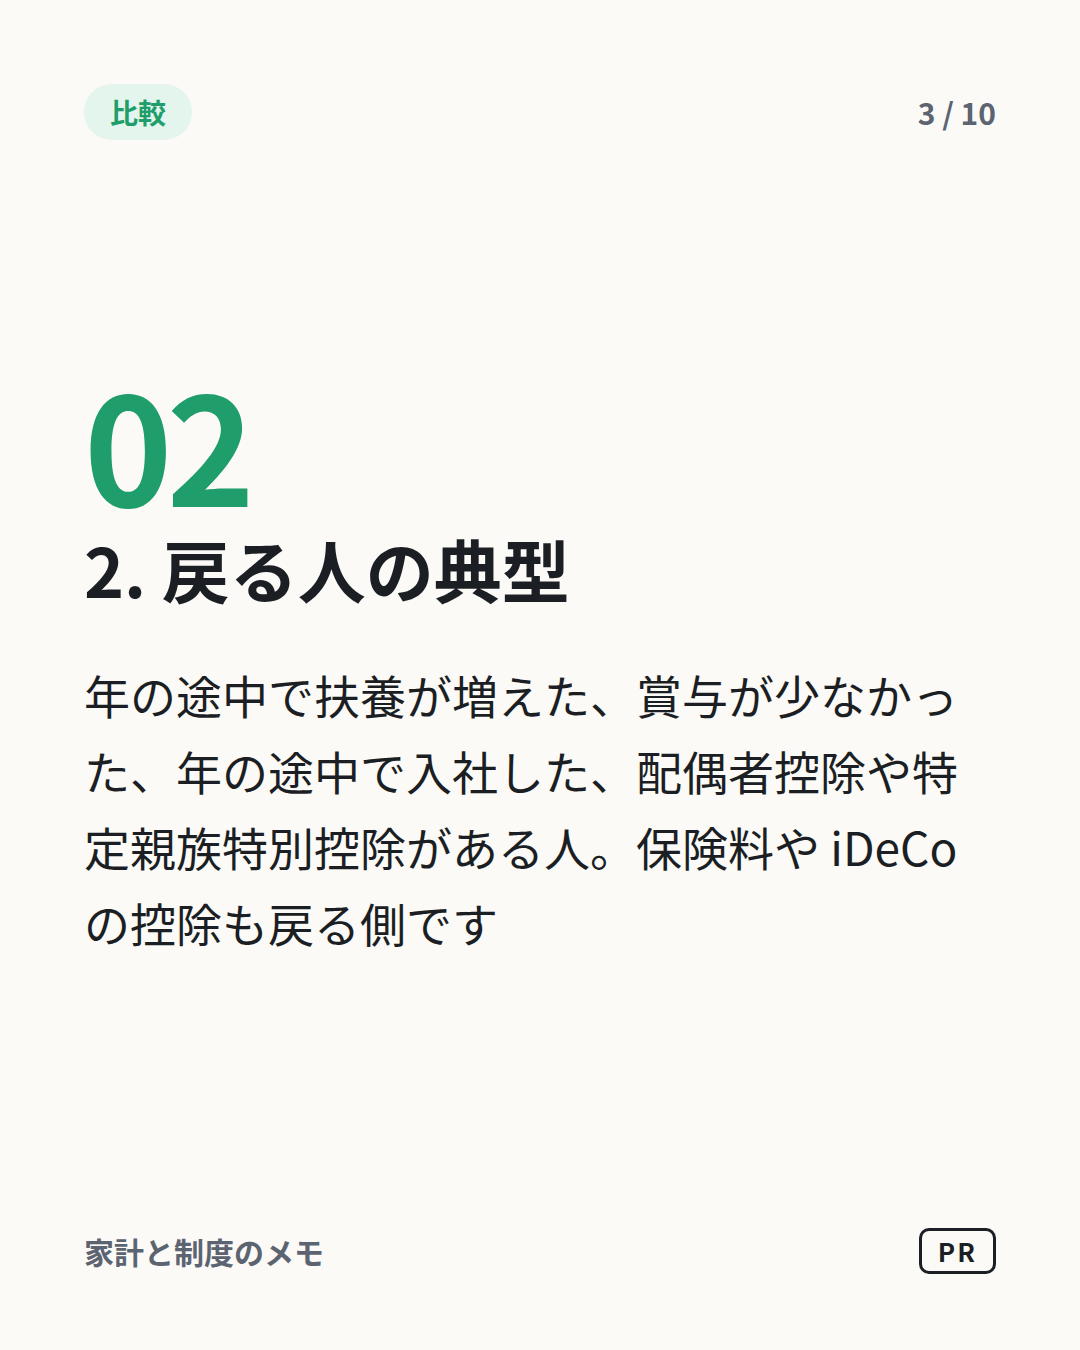 比較
3 / 10
02
2. 戻る人の典型
年の途中で扶養が増えた、賞与が少なかっ
た、年の途中で入社した、配偶者控除や特
定親族特別控除がある人。保険料や iDeCo
の控除も戻る側です
家計と制度のメモ
PR